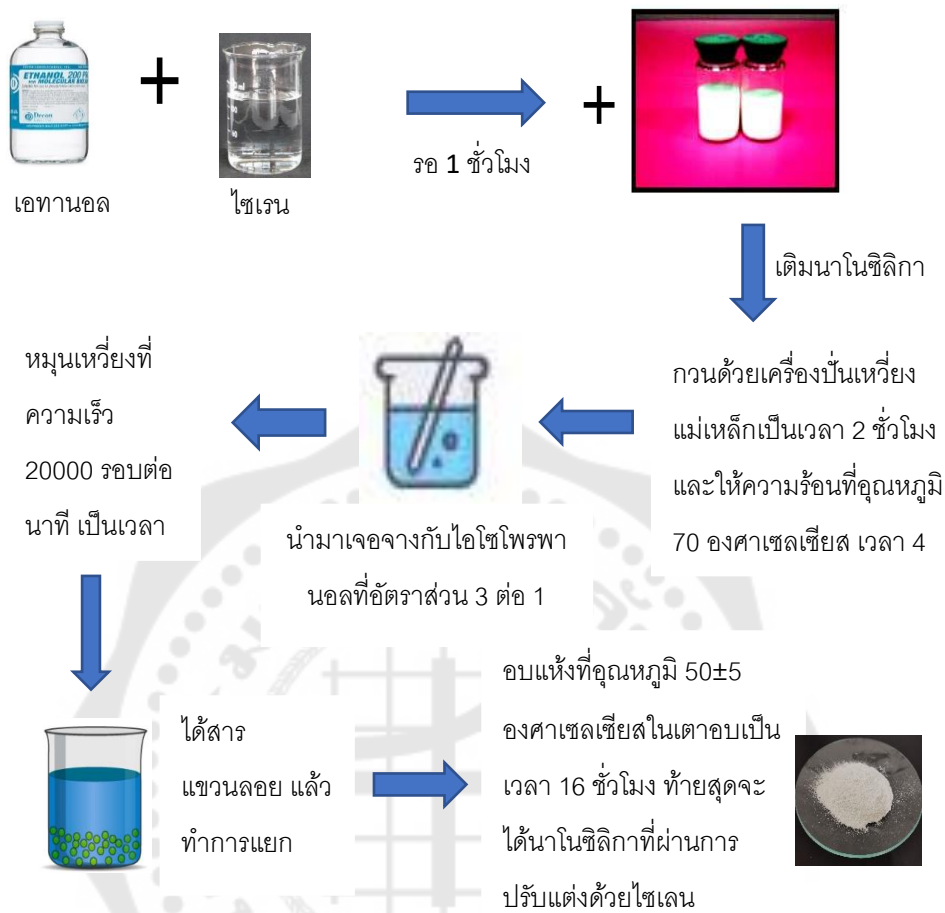 ETHANOL 200
MOLECULAR BIOLOGY
Decon
เอทานอล
ไซเรน
รอ 1 ชั่วโมง
เติมนาโนซิลิกา
กวนด้วยเครื่องปั่นเหวี่ยง
แม่เหล็กเป็นเวลา 2 ชั่วโมง
และให้ความร้อนที่อุณหภูมิ
70 องศาเซลเซียส เวลา 4
นำมาเจอจางกับไอโซโพรพา
นอลที่อัตราส่วน 3 ต่อ 1
หมุนเหวี่ยงที่
ความเร็ว
20000 รอบต่อ
นาที เป็นเวลา
ได้สาร
แขวนลอย แล้ว
ทำการแยก
อบแห้งที่อุณหภูมิ 50±5
องศาเซลเซียสในเตาอบเป็น
เวลา 16 ชั่วโมง ท้ายสุดจะ
ได้นาโนซิลิกาที่ผ่านการ
ปรับแต่งด้วยไซเลน